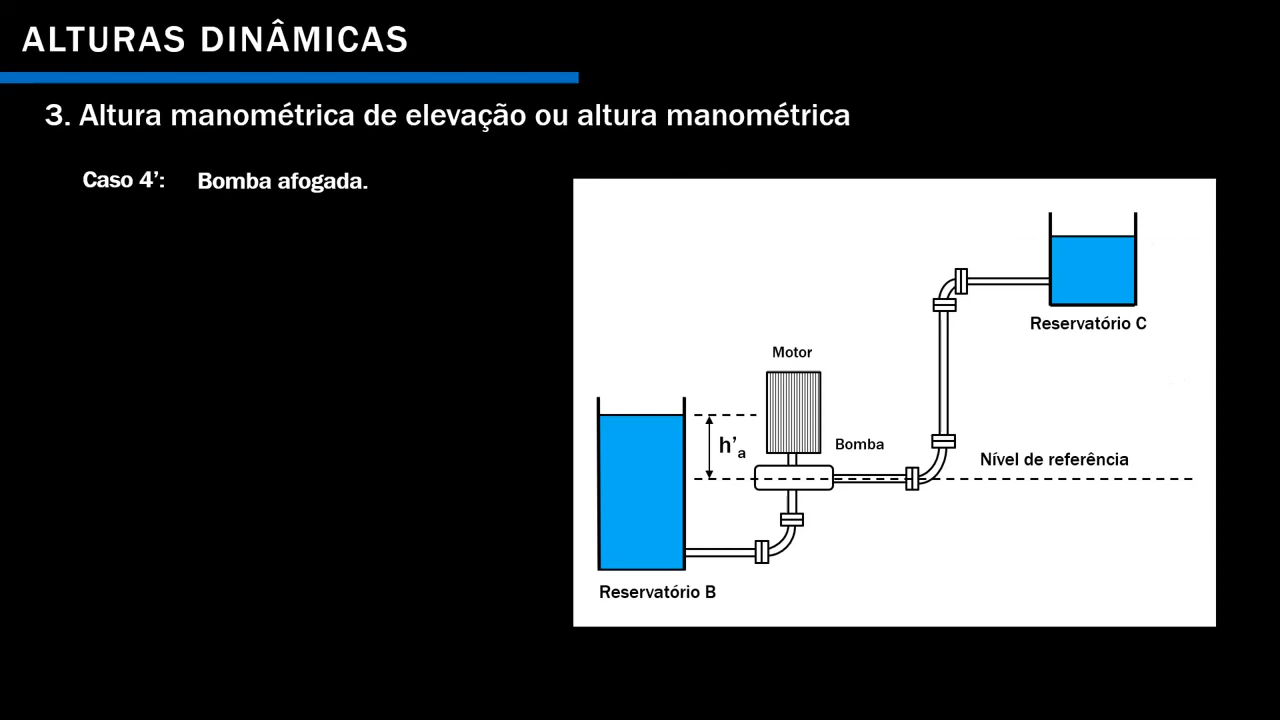 ALTURAS DINÂMICAS
3. Altura manométrica de elevação ou altura manométrica
Caso 4’: Bomba afogada.
Reservatório C
Motor
h’a
Bomba
Nível de referência
Reservatório B